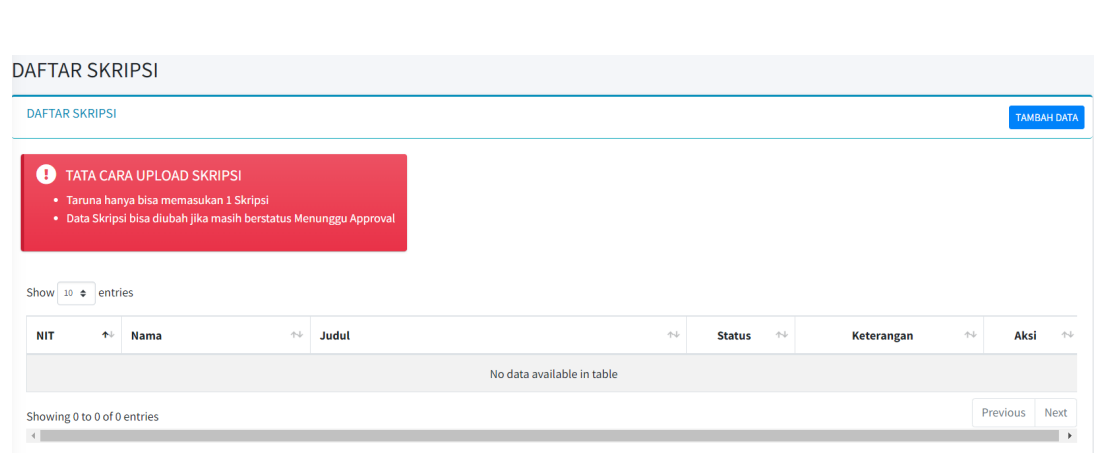 DAFTAR SKRIPSI
DAFTAR SKRIPSI
TAMBAH DATA
TATA CARA UPLOAD SKRIPSI
Taruna hanya bisa memasukan 1 Skripsi
Data Skripsi bisa diubah jika masih berstatus Menunggu Approval
Show 10 entries
NIT Nama Judul Status Keterangan Aksi
No data available in table
Showing 0 to 0 of 0 entries
Previous Next